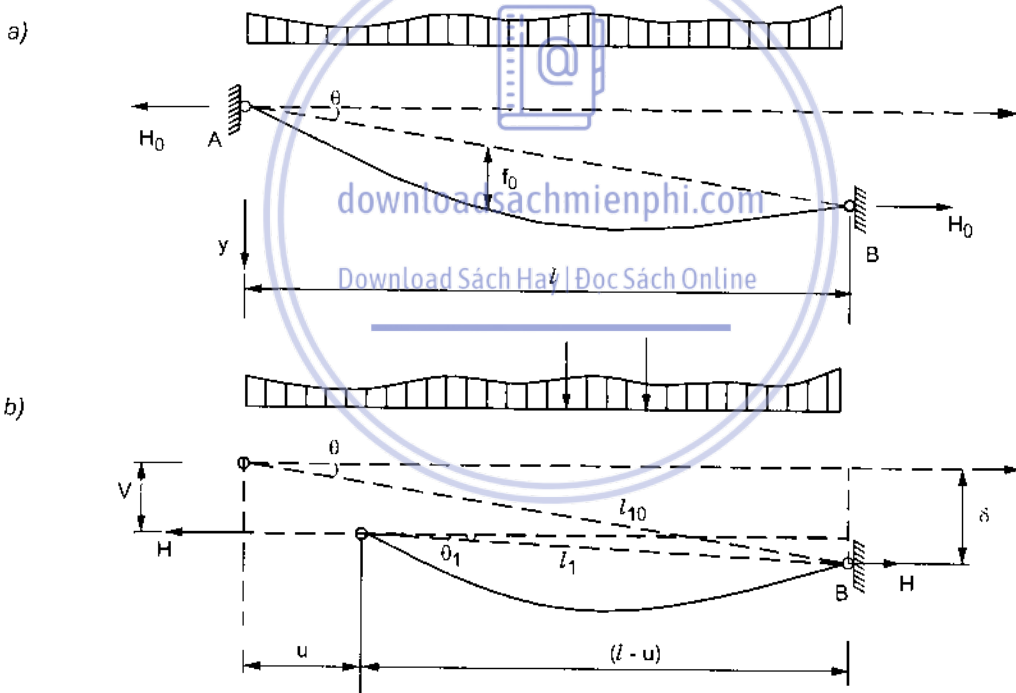 a)
θ
H0
A
f0
downloadsachmienphi.com
H0
y
B
Download Sách Hay | Đọc Sách Online
l
b)
θ
V
l10
δ
H
θ1
l1
B
H
u
(l - u)